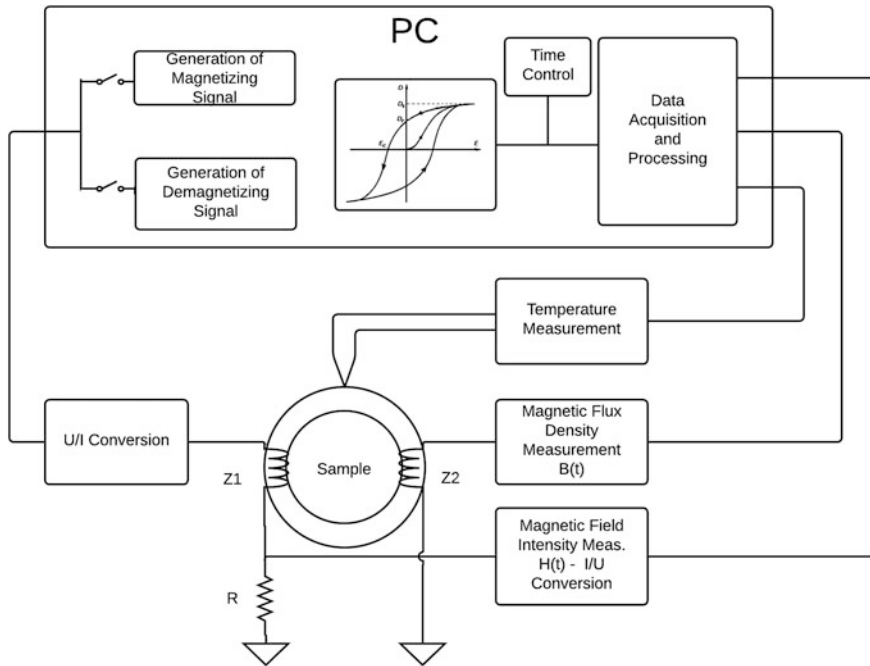 PC
Generation of
Magnetizing
Signal
Time
Control
Data
Acquisition
and
Processing
D
Dr
E
Generation of
Demagnetizing
Signal
Temperature
Measurement
U/I Conversion
Magnetic Flux
Density
Measurement
B(t)
Sample
Z1
Z2
Magnetic Field
Intensity Meas.
H(t) - I/U
Conversion
R